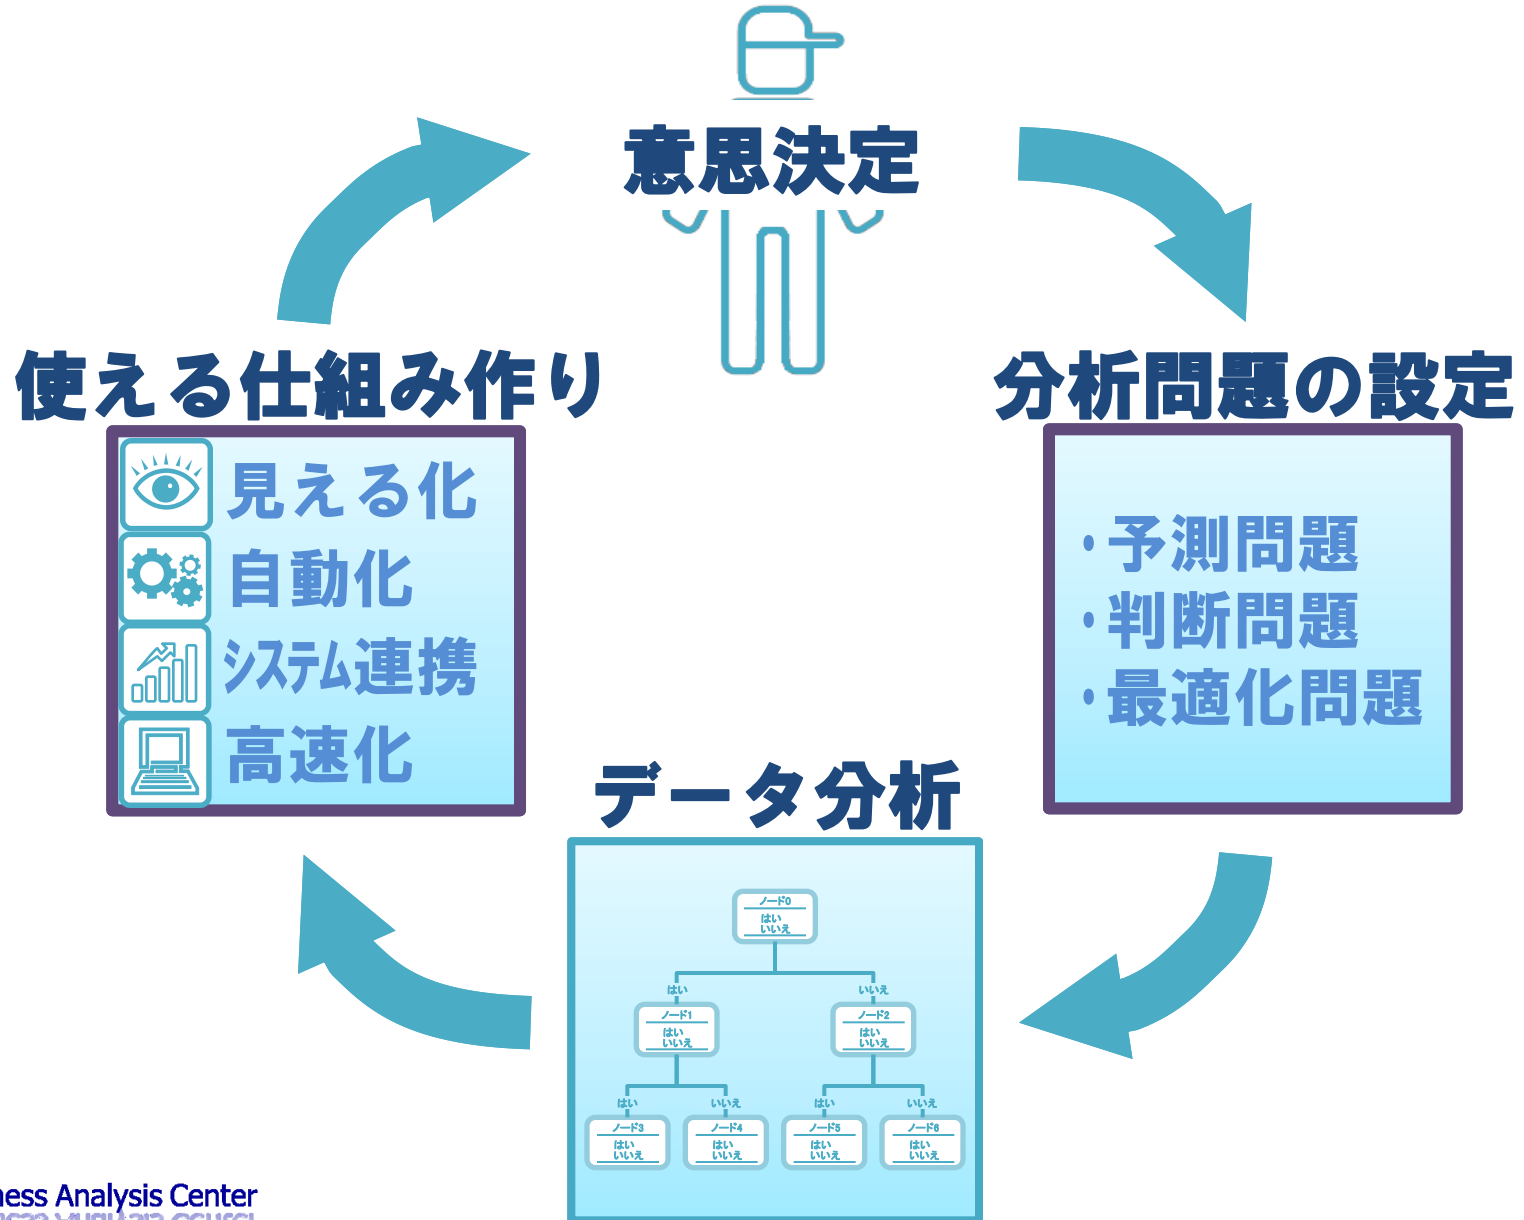 意思決定
使える仕組み作り
見える化
自動化
システム連携
高速化
分析問題の設定
・予測問題
・判断問題
・最適化問題
データ分析
ノード0
はい
いいえ
はい
いいえ
ノード1
はい
いいえ
ノード2
はい
いいえ
はい
いいえ
はい
いいえ
ノード3
はい
いいえ
ノード4
はい
いいえ
ノード5
はい
いいえ
ノード6
はい
いいえ
ness Analysis Center